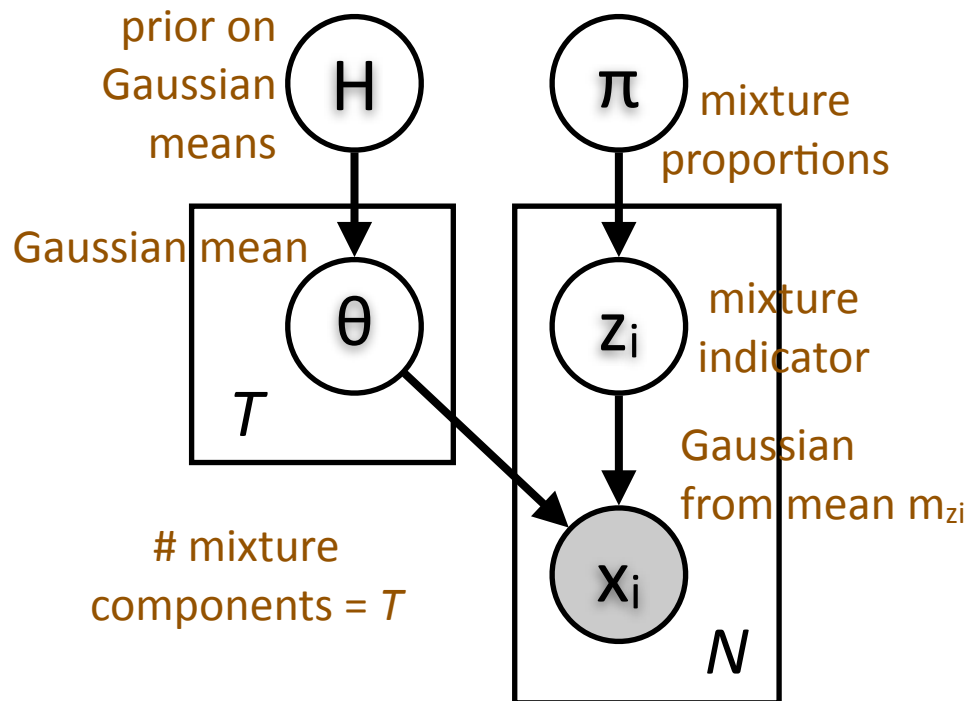 prior on
Gaussian
means
H
π
mixture
proportions
Gaussian mean
θ
T
zi
mixture
indicator
Gaussian
from mean mzi
# mixture
components = T
xi
N